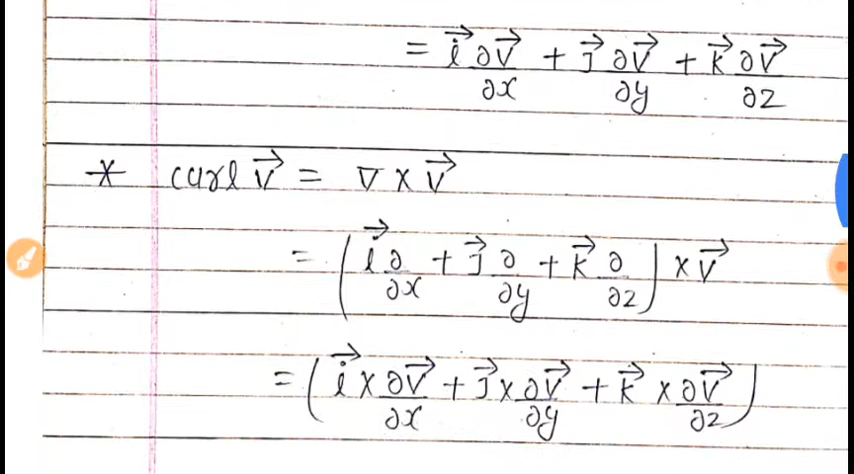 = i⃗ ∂V⃗/∂x + j⃗ ∂V⃗/∂y + k⃗ ∂V⃗/∂z
* curl V⃗ = ∇ × V⃗
= (i⃗ ∂/∂x + j⃗ ∂/∂y + k⃗ ∂/∂z) × V⃗
= (i⃗ × ∂V⃗/∂x + j⃗ × ∂V⃗/∂y + k⃗ × ∂V⃗/∂z)